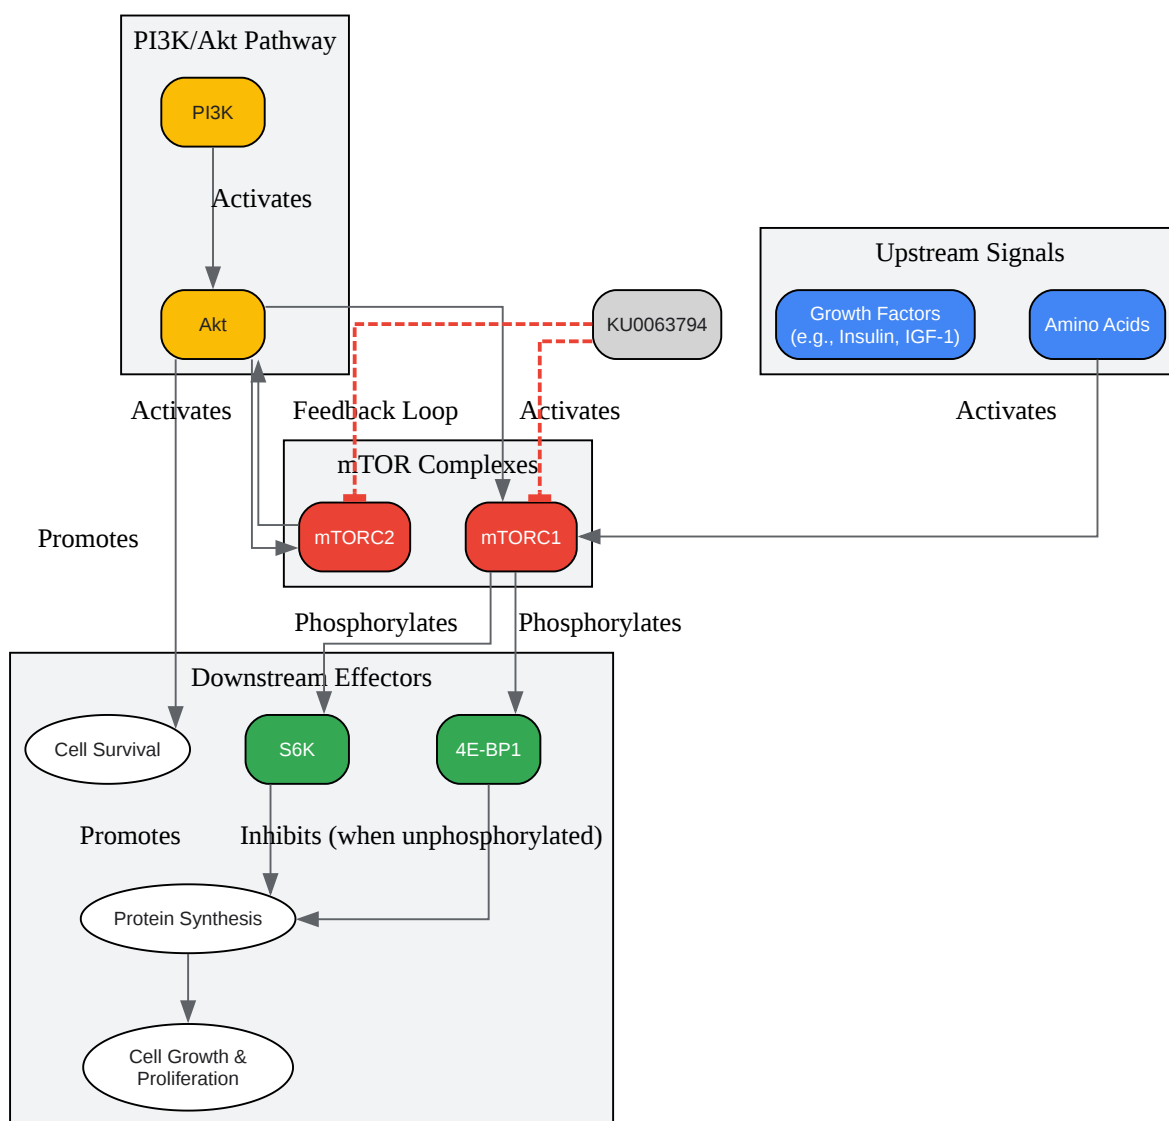 PI3K/Akt Pathway
PI3K
Activates
Upstream Signals
Akt
KU0063794
Growth Factors
(e.g., Insulin, IGF-1)
Amino Acids
Activates
Feedback Loop
Activates
Activates
mTOR Complexes
mTORC2
mTORC1
Promotes
Phosphorylates
Phosphorylates
Downstream Effectors
Cell Survival
S6K
4E-BP1
Promotes
Inhibits (when unphosphorylated)
Protein Synthesis
Cell Growth &
Proliferation